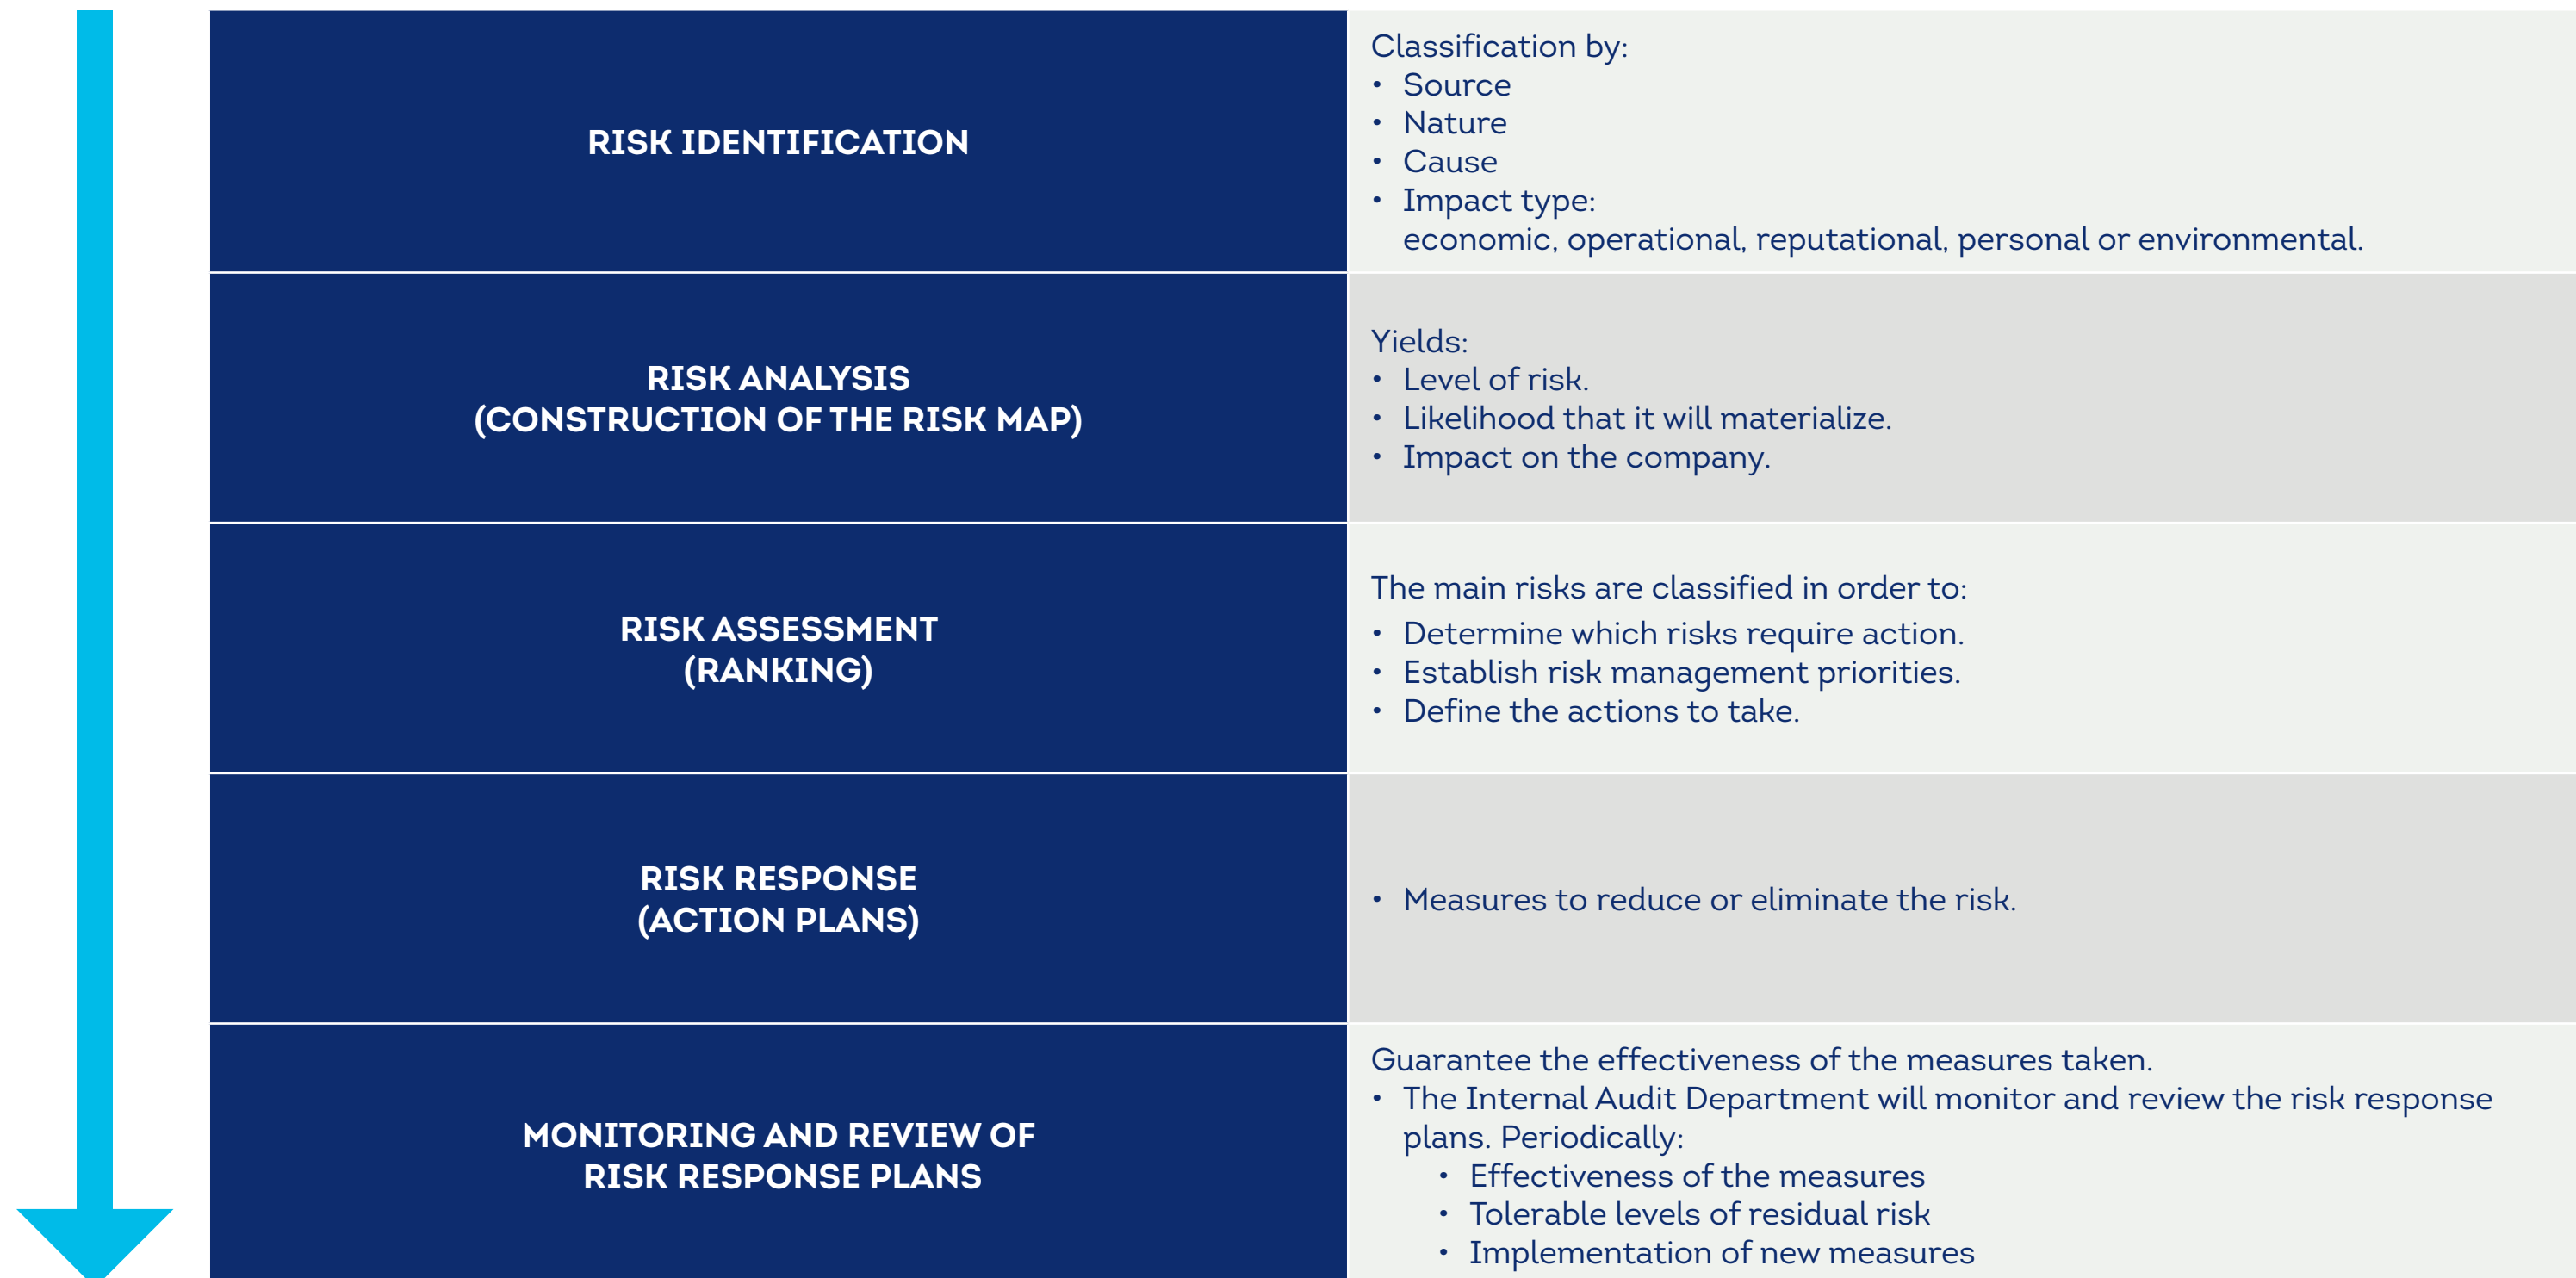 RISK IDENTIFICATION
Classification by:
• Source
• Nature
• Cause
• Impact type:
economic, operational, reputational, personal or environmental.
RISK ANALYSIS
(CONSTRUCTION OF THE RISK MAP)
Yields:
• Level of risk.
• Likelihood that it will materialize.
• Impact on the company.
RISK ASSESSMENT
(RANKING)
The main risks are classified in order to:
• Determine which risks require action.
• Establish risk management priorities.
• Define the actions to take.
RISK RESPONSE
(ACTION PLANS)
• Measures to reduce or eliminate the risk.
MONITORING AND REVIEW OF
RISK RESPONSE PLANS
Guarantee the effectiveness of the measures taken.
• The Internal Audit Department will monitor and review the risk response
plans. Periodically:
• Effectiveness of the measures
• Tolerable levels of residual risk
• Implementation of new measures